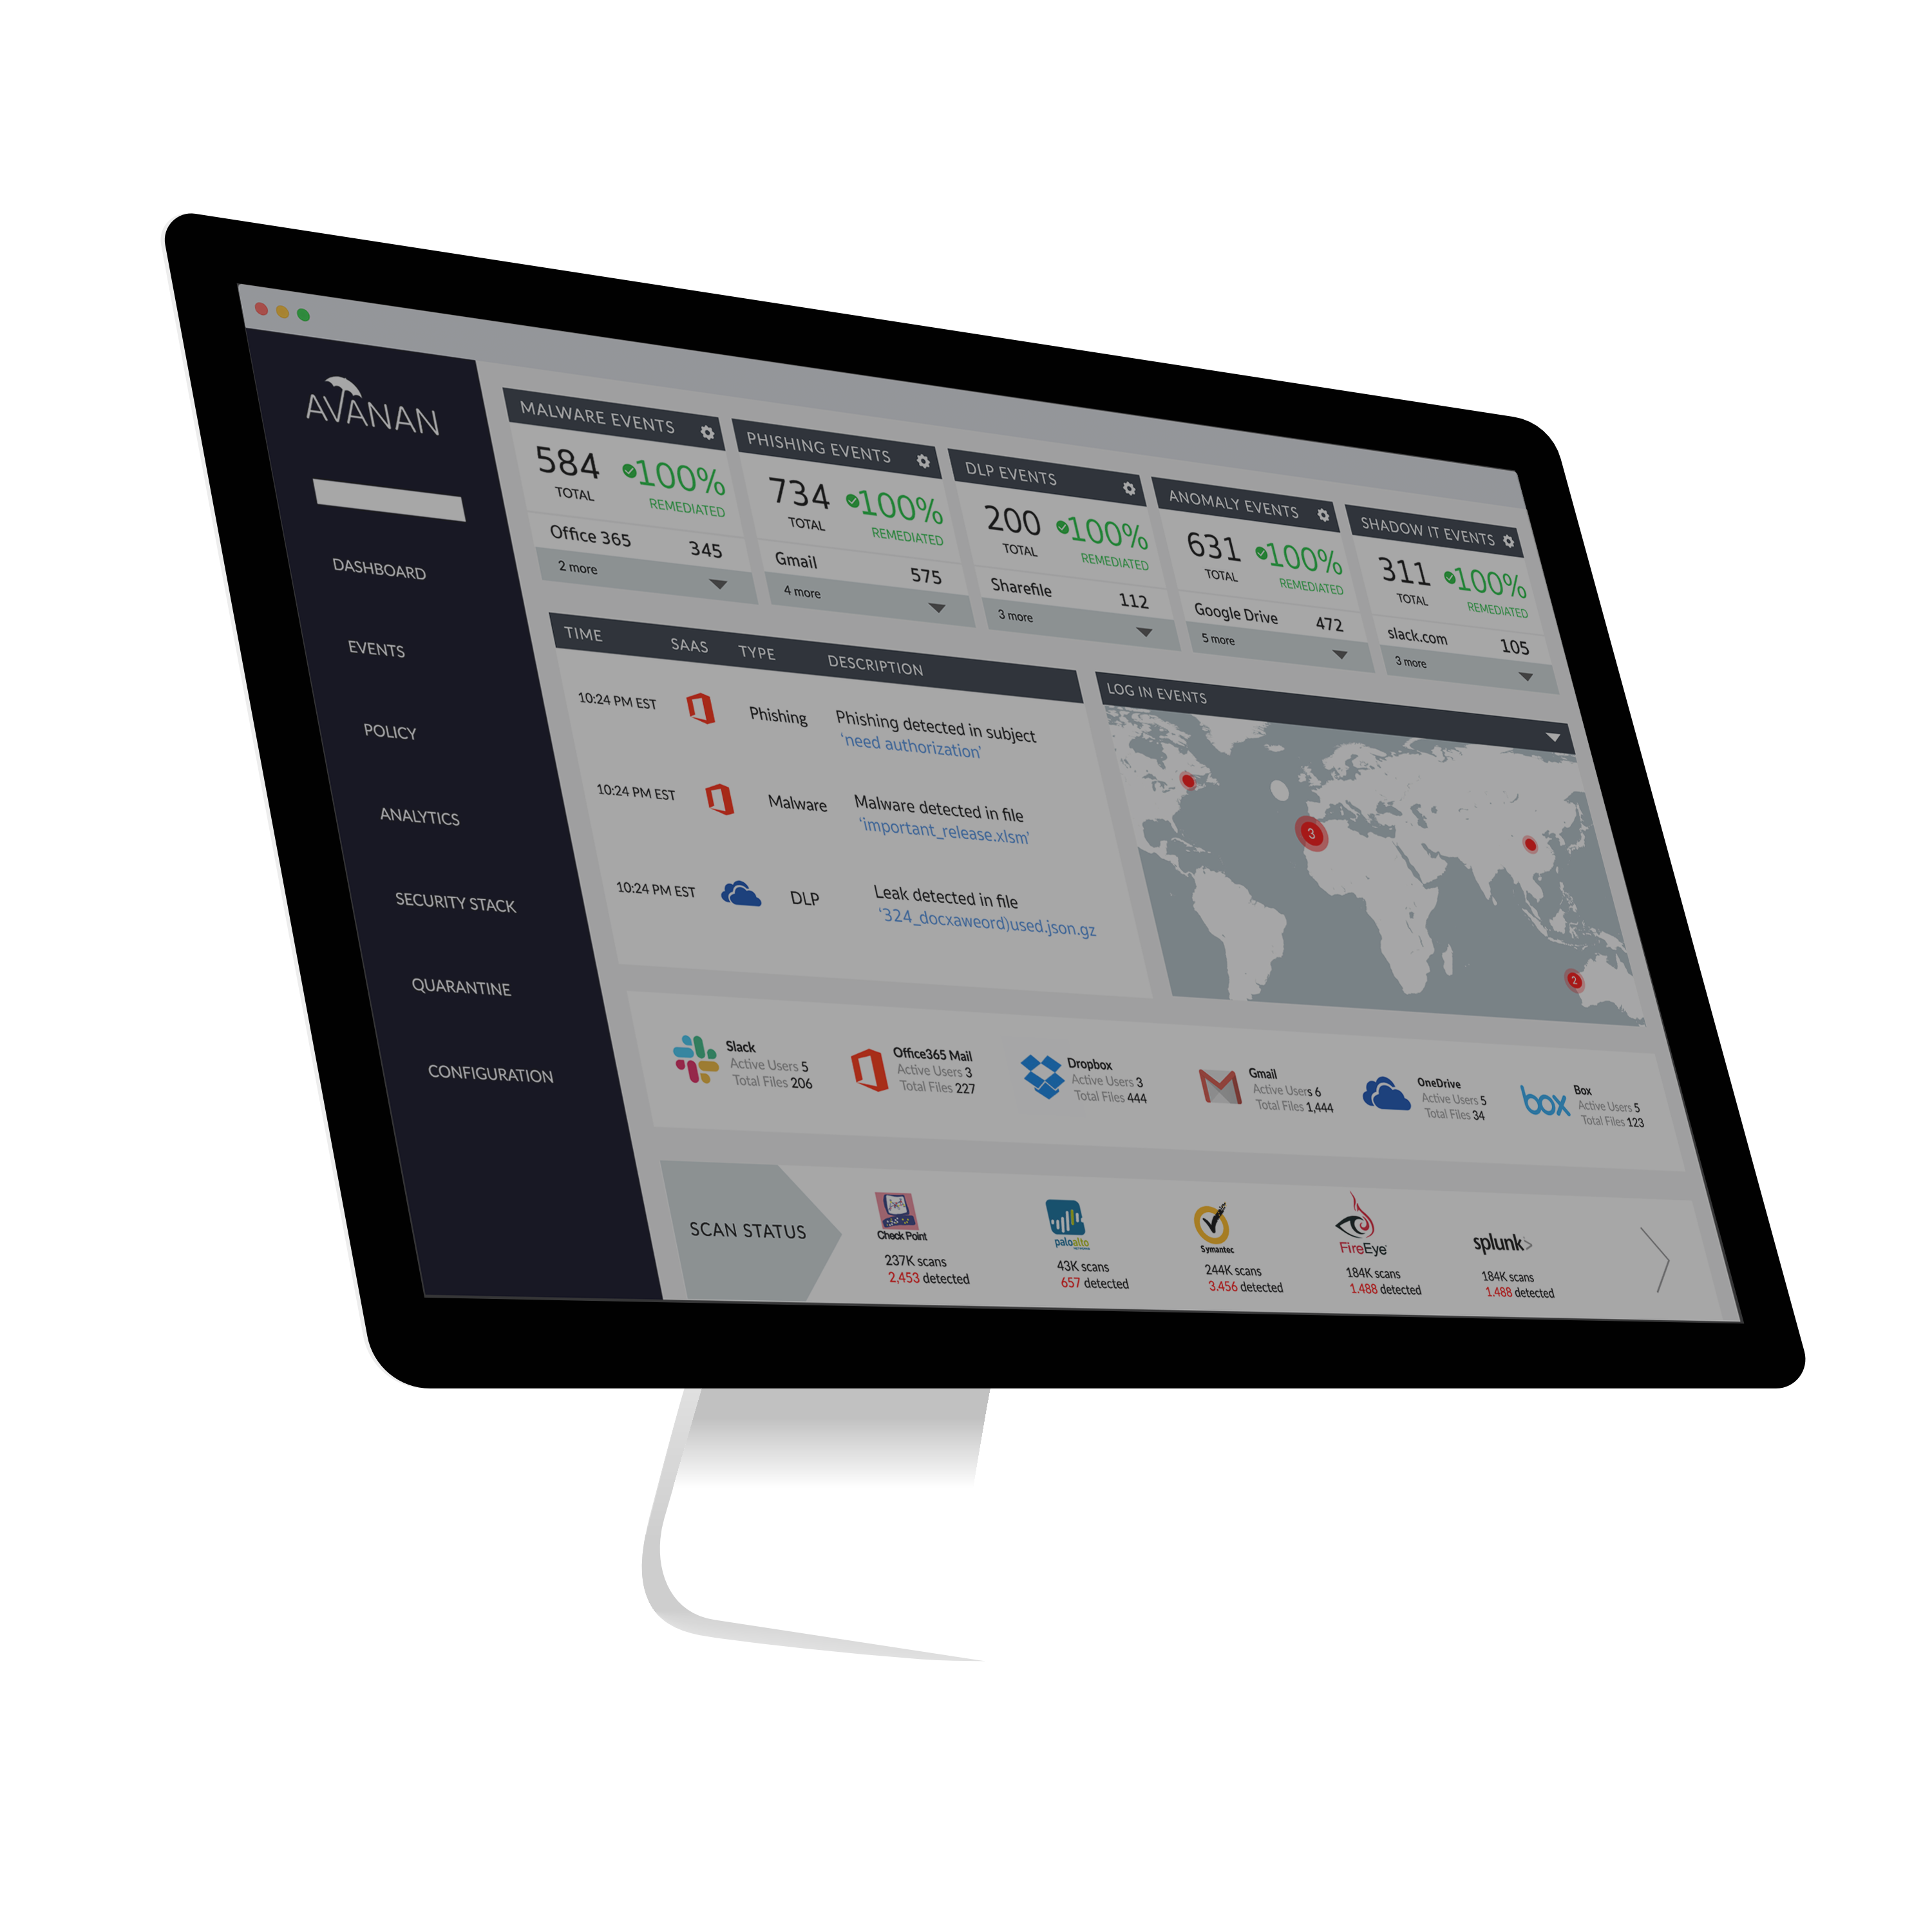 AVANAN
DASHBOARD
EVENTS
POLICY
ANALYTICS
SECURITY STACK
QUARANTINE
CONFIGURATION
MALWARE EVENTS
584 100%
TOTAL REMEDIATED
Office 365 345
2 more
PHISHING EVENTS
734 100%
TOTAL REMEDIATED
Gmail 575
4 more
DLP EVENTS
200 100%
TOTAL REMEDIATED
Sharefile 112
3 more
ANOMALY EVENTS
631 100%
TOTAL REMEDIATED
Google Drive 472
5 more
SHADOW IT EVENTS
311 100%
TOTAL REMEDIATED
slack.com 105
3 more
TIME SAAS TYPE DESCRIPTION
10:24 PM EST Phishing Phishing detected in subject
'need authorization'
10:24 PM EST Malware Malware detected in file
'important_release.xlsm'
10:24 PM EST DLP Leak detected in file
'324_docxaweord)used.json.gz
LOG IN EVENTS
3
2
Slack
Active Users 5
Total Files 206
Office365 Mail
Active Users 3
Total Files 227
Dropbox
Active Users 3
Total Files 444
Gmail
Active Users 6
Total Files 1,444
OneDrive
Active Users 5
Total Files 34
box
Box
Active Users 5
Total Files 123
SCAN STATUS
Check Point
237K scans
2,453 detected
paloalto
43K scans
657 detected
Symantec
244K scans
3.456 detected
FireEye
184K scans
1.488 detected
splunk>
184K scans
1.488 detected